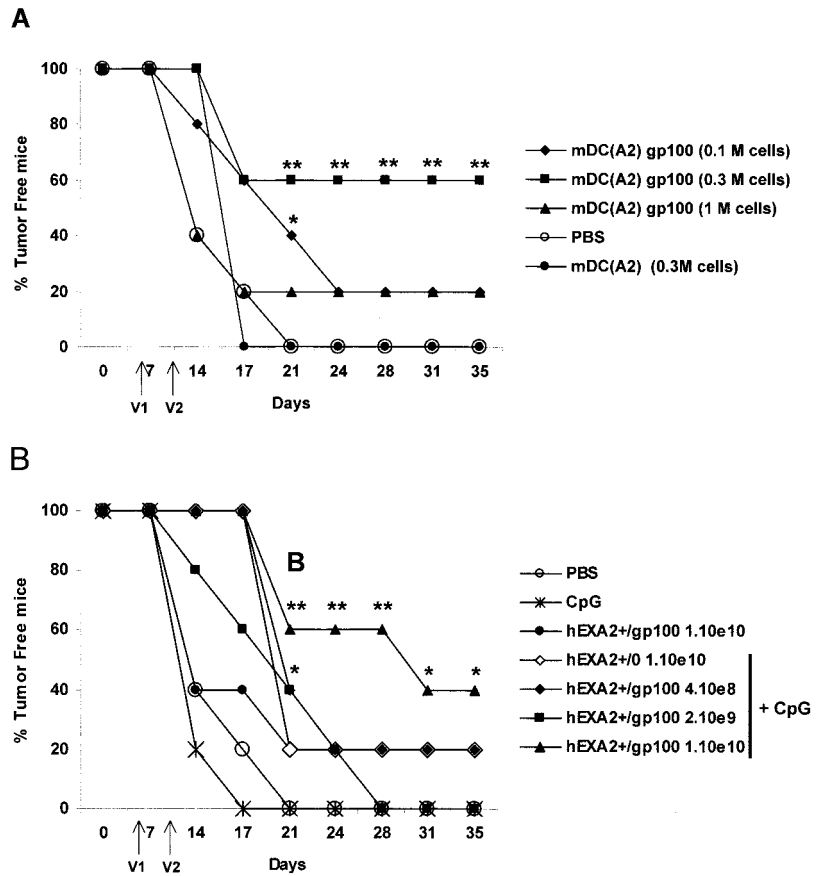 A
100
80
60
40
20
0
% Tumor Free mice
** ** ** ** **
*
0 7 14 17 21 24 28 31 35
V1 V2
Days
mDC(A2) gp100 (0.1 M cells)
mDC(A2) gp100 (0.3 M cells)
mDC(A2) gp100 (1 M cells)
PBS
mDC(A2) (0.3M cells)
B
100
80
60
40
20
0
% Tumor Free mice
B
** ** **
* * *
0 7 14 17 21 24 28 31 35
V1 V2
Days
PBS
CpG
hEXA2+/gp100 1.10e10
hEXA2+/0 1.10e10
hEXA2+/gp100 4.10e8
hEXA2+/gp100 2.10e9
hEXA2+/gp100 1.10e10
+ CpG